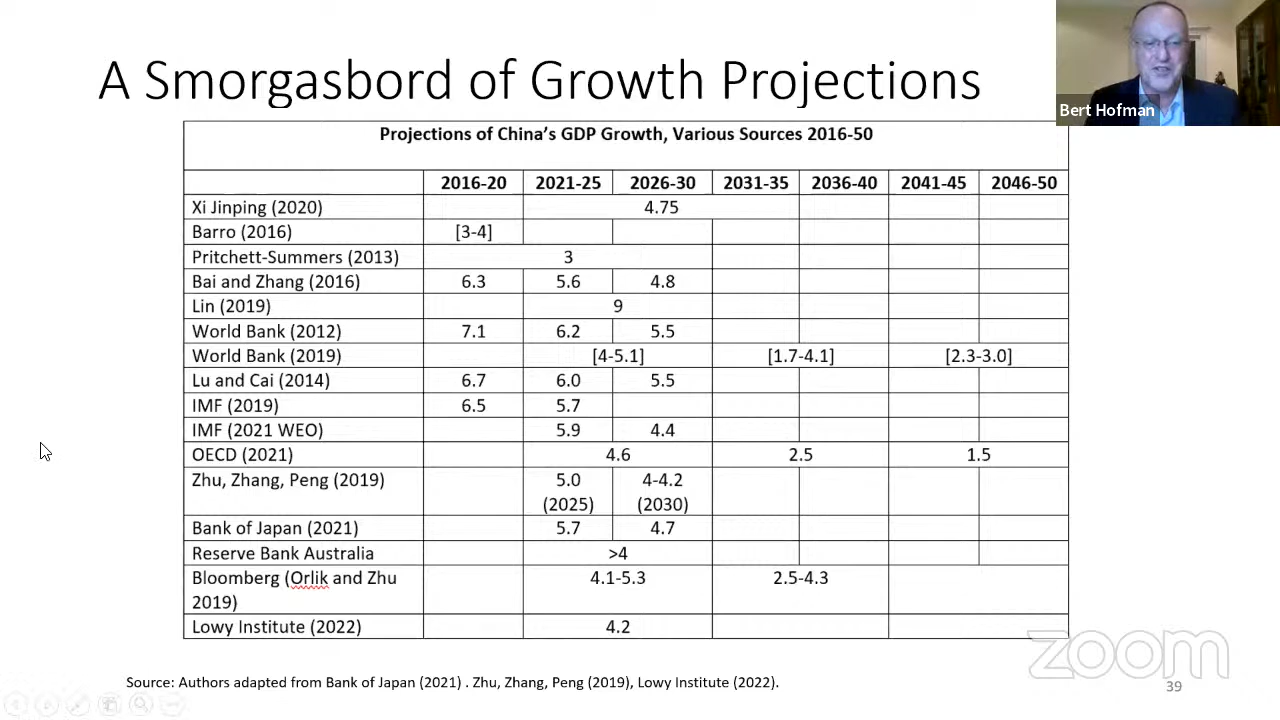 A Smorgasbord of Growth Projections
Bert Hofman
Projections of China's GDP Growth, Various Sources 2016-50
2016-20 2021-25 2026-30 2031-35 2036-40 2041-45 2046-50
Xi Jinping (2020) 4.75
Barro (2016) [3-4]
Pritchett-Summers (2013) 3
Bai and Zhang (2016) 6.3 5.6 4.8
Lin (2019) 9
World Bank (2012) 7.1 6.2 5.5
World Bank (2019) [4-5.1] [1.7-4.1] [2.3-3.0]
Lu and Cai (2014) 6.7 6.0 5.5
IMF (2019) 6.5 5.7
IMF (2021 WEO) 5.9 4.4
OECD (2021) 4.6 2.5 1.5
Zhu, Zhang, Peng (2019) 5.0 4-4.2
(2025) (2030)
Bank of Japan (2021) 5.7 4.7
Reserve Bank Australia >4
Bloomberg (Orlik and Zhu 4.1-5.3 2.5-4.3
2019)
Lowy Institute (2022) 4.2
zoom
Source: Authors adapted from Bank of Japan (2021) . Zhu, Zhang, Peng (2019), Lowy Institute (2022).
39